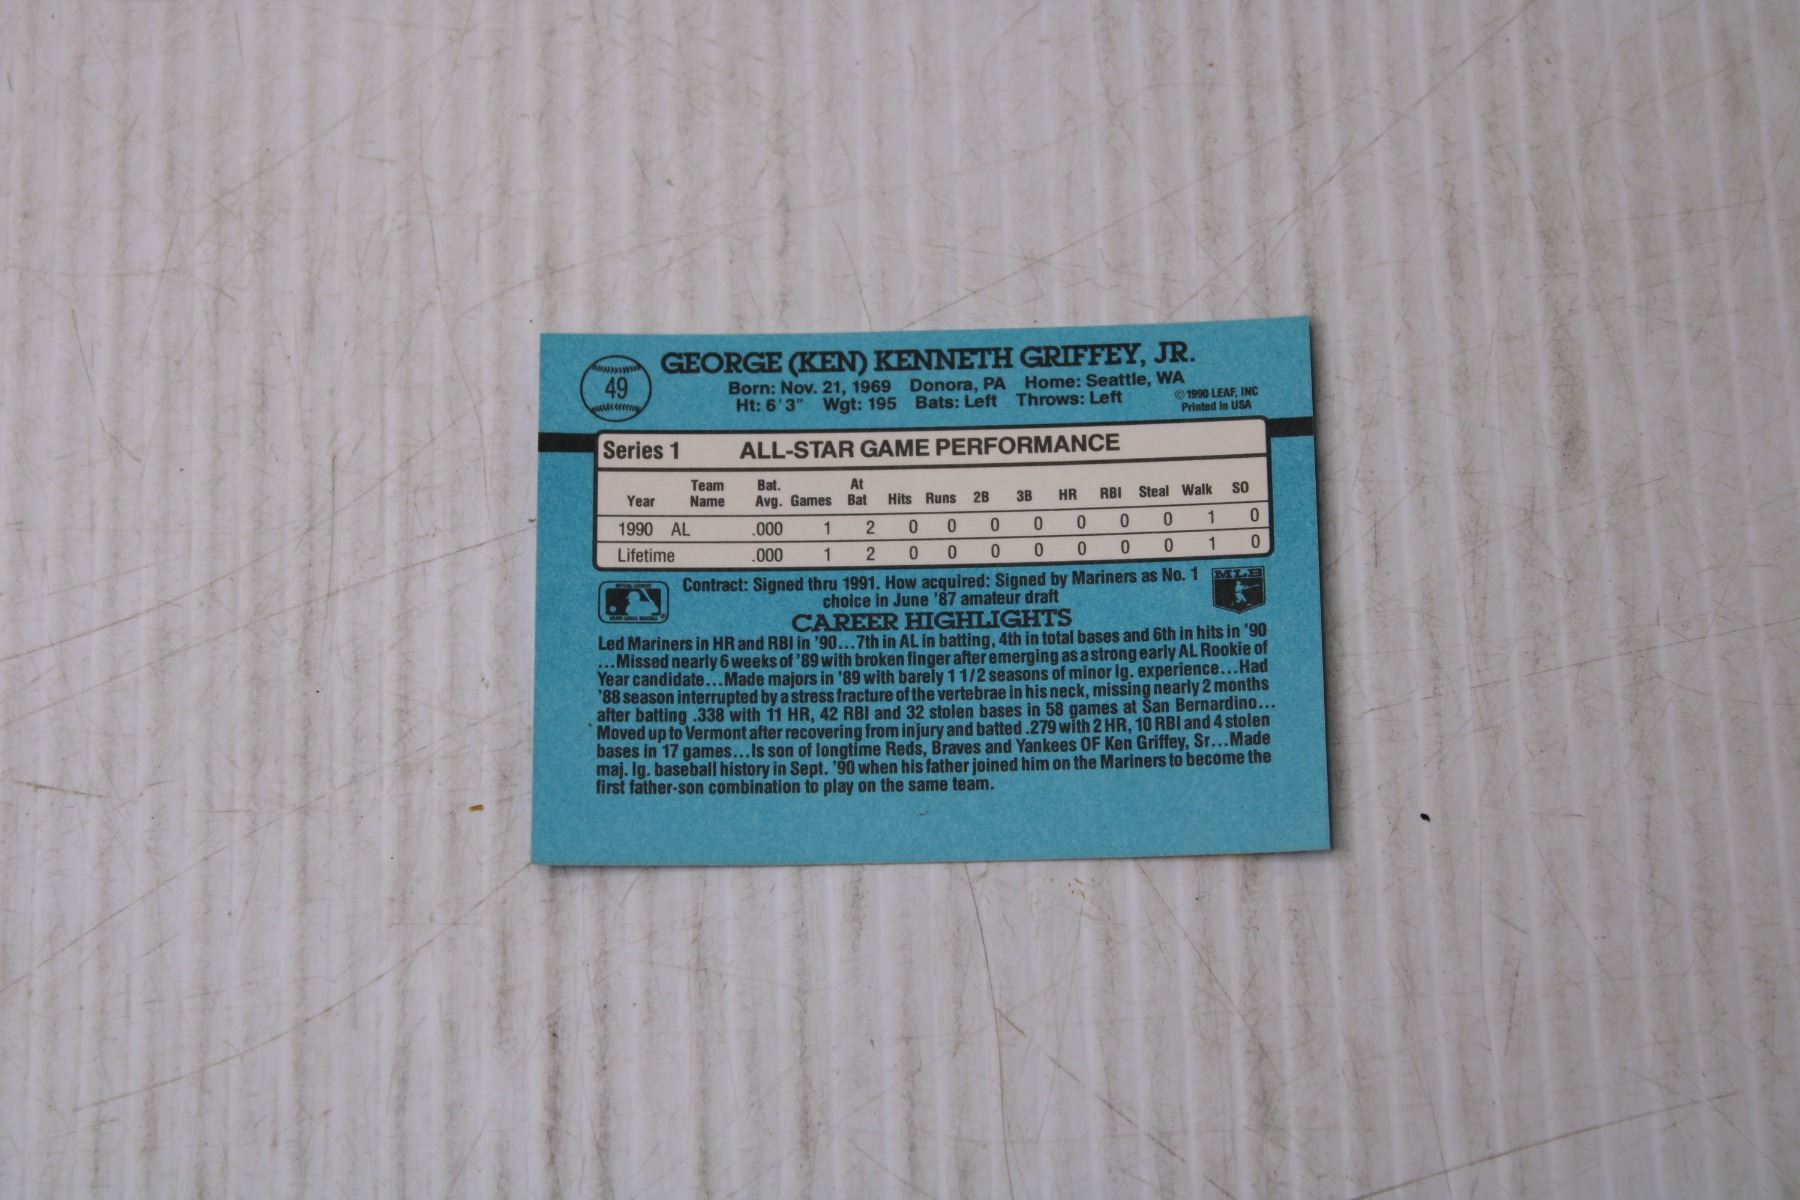 49
GEORGE (KEN) KENNETH GRIFFEY, JR.
Born: Nov. 21, 1969 Donora, PA Home: Seattle, WA
Ht: 6' 3" Wgt: 195 Bats: Left Throws: Left
© 1990 LEAF, INC
Printed in USA
Series 1 ALL-STAR GAME PERFORMANCE
Year Team Name Bat. Avg. Games At Bat Hits Runs 2B 3B HR RBI Steal Walk SO
1990 AL .000 1 2 0 0 0 0 0 0 0 1 0
Lifetime .000 1 2 0 0 0 0 0 0 0 1 0
Contract: Signed thru 1991. How acquired: Signed by Mariners as No. 1
choice in June '87 amateur draft
MLB
CAREER HIGHLIGHTS
Led Mariners in HR and RBI in '90...7th in AL in batting, 4th in total bases and 6th in hits in '90
...Missed nearly 6 weeks of '89 with broken finger after emerging as a strong early AL Rookie of
Year candidate...Made majors in '89 with barely 1 1/2 seasons of minor lg. experience...Had
'88 season interrupted by a stress fracture of the vertebrae in his neck, missing nearly 2 months
after batting .338 with 11 HR, 42 RBI and 32 stolen bases in 58 games at San Bernardino...
Moved up to Vermont after recovering from injury and batted .279 with 2 HR, 10 RBI and 4 stolen
bases in 17 games...Is son of longtime Reds, Braves and Yankees OF Ken Griffey, Sr...Made
maj. lg. baseball history in Sept. '90 when his father joined him on the Mariners to become the
first father-son combination to play on the same team.